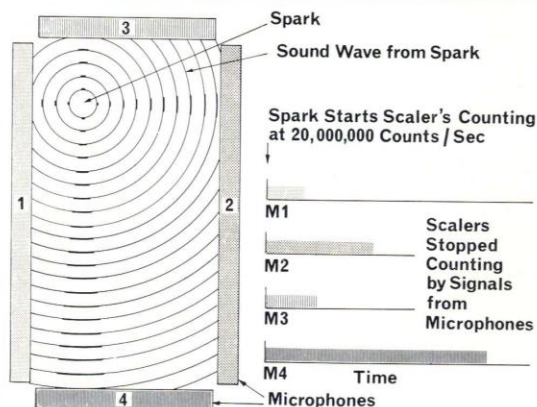 3
Spark
Sound Wave from Spark
Spark Starts Scaler's Counting
at 20,000,000 Counts / Sec
1
2
M1
M2
M3
M4
Scalers
Stopped
Counting
by Signals
from
Microphones
Time
4
Microphones